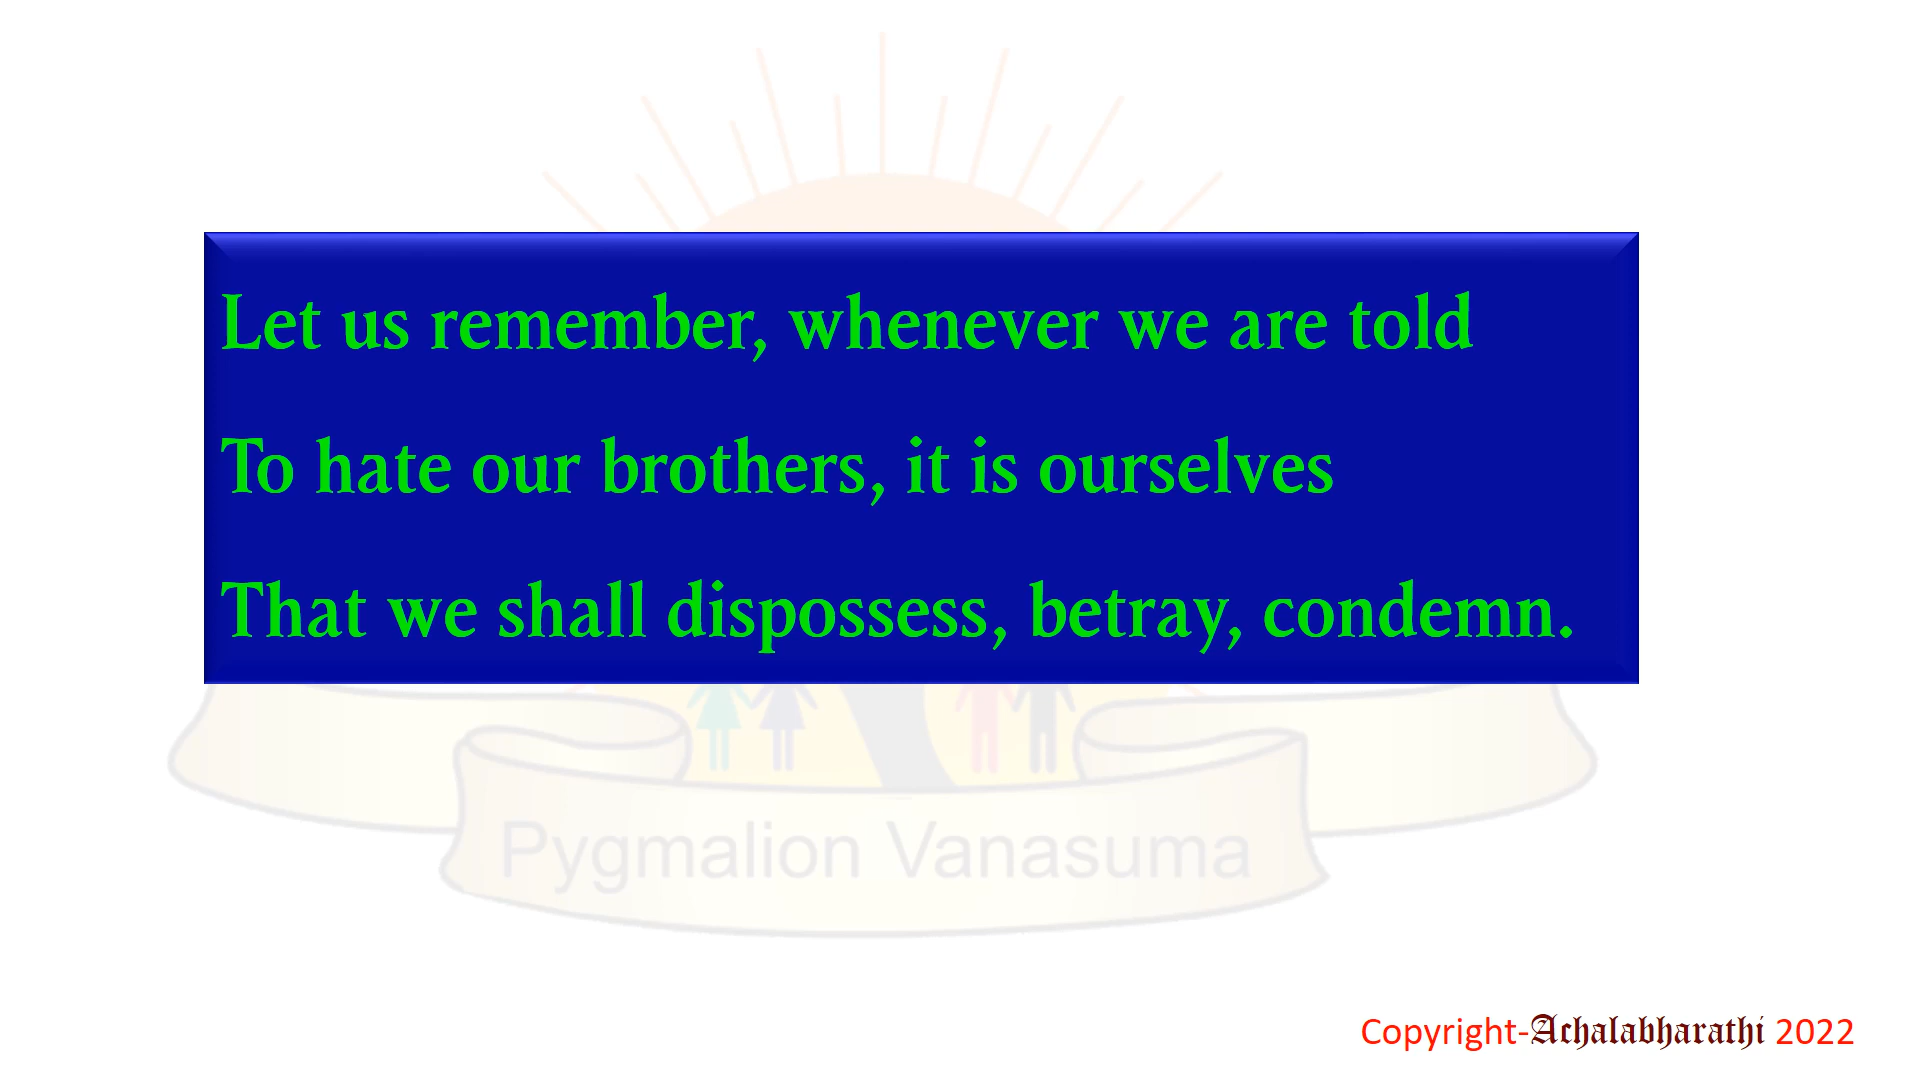 Let us remember, whenever we are told
To hate our brothers, it is ourselves
That we shall dispossess, betray, condemn.
Pygmalion Vanasuma
Copyright-Achalabharathi 2022